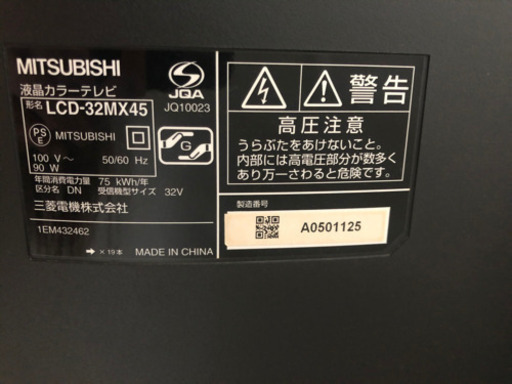 MITSUBISHI
液晶カラーテレビ
形名 LCD-32MX45
JQA
JQ10023
PS
E
MITSUBISHI
G
100 V～ 50/60 Hz
90 W
年間消費電力量 75 kWh/年
区分名 DN 受信機型サイズ 32V
三菱電機株式会社
1EM432462
→ ×19本
MADE IN CHINA
警告
高圧注意
うらぶたをあけないこと。
内部には高電圧部分が数多く
あり万一さわると危険です。
製造番号
A0501125